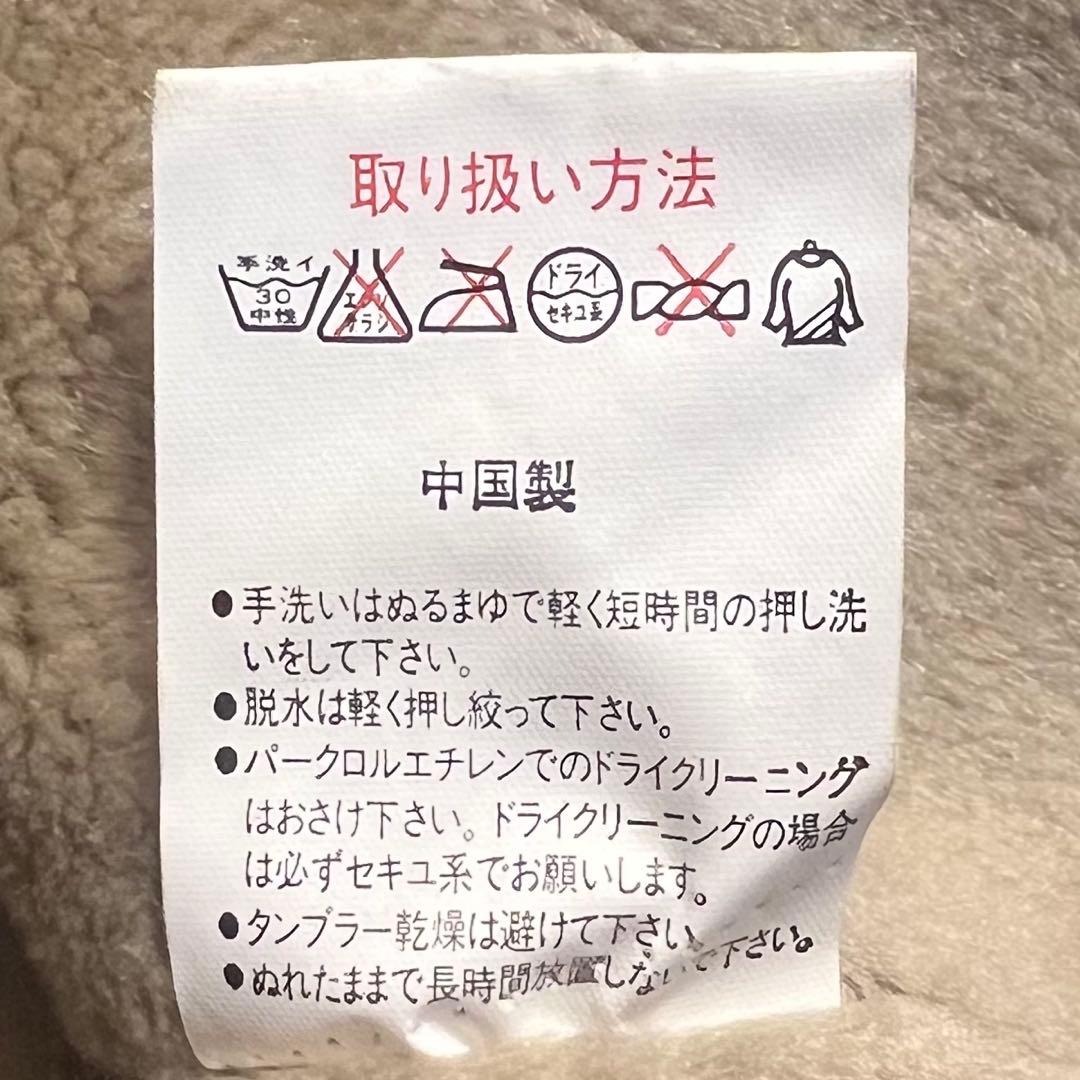 取り扱い方法
手洗イ
30
中性
エンソ
サラシ
ドライ
セキユ系
中国製
●手洗いはぬるまゆで軽く短時間の押し洗
いをして下さい。
●脱水は軽く押し絞って下さい。
●パークロルエチレンでのドライクリーニング
はおさけ下さい。ドライクリーニングの場合
は必ずセキユ系でお願いします。
●タンブラー乾燥は避けて下さい
●ぬれたままで長時間放置しないで下さい。